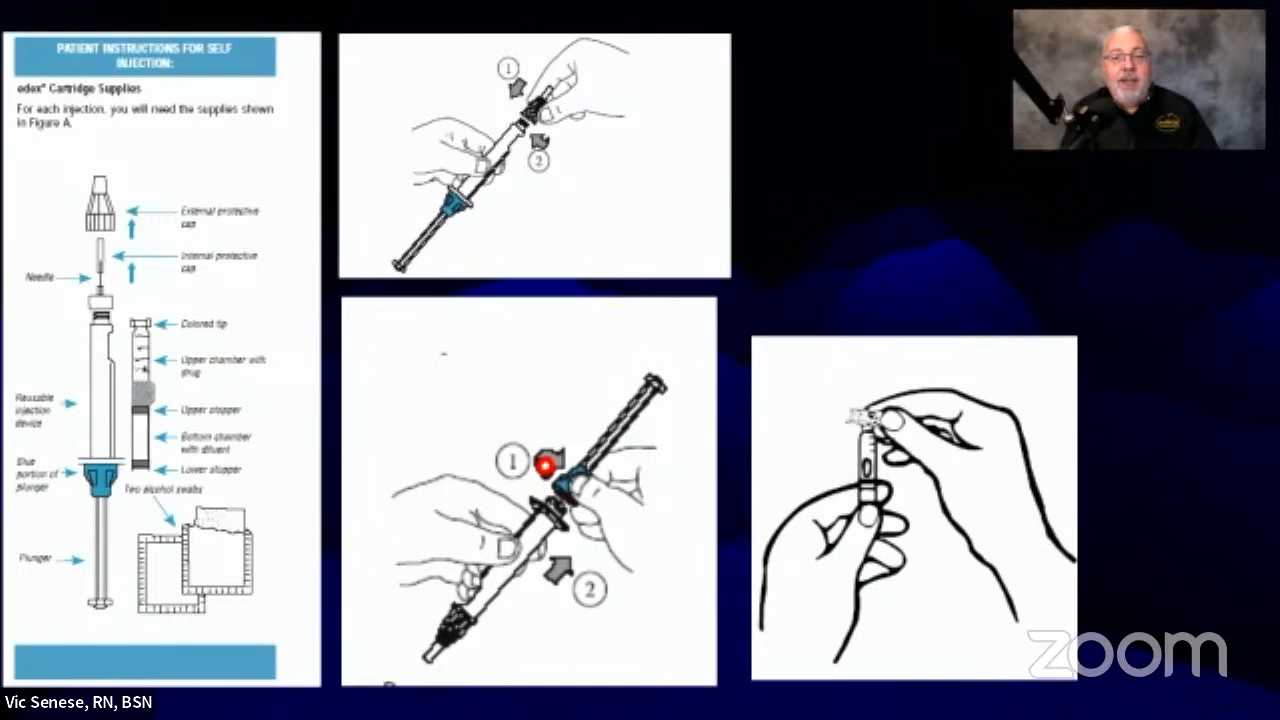 PATIENT INSTRUCTIONS FOR SELF
INJECTION:
edex® Cartridge Supplies
For each injection, you will need the supplies shown
in Figure A.
External protective
cap
Internal protective
cap
Needle
Colored tip
Upper chamber with
drug
Reusable
injection
device
Upper stopper
Bottom chamber
with diluent
Blue
portion of
plunger
Lower stopper
Two alcohol swabs
Plunger
1
2
1
2
zoom
Vic Senese, RN, BSN